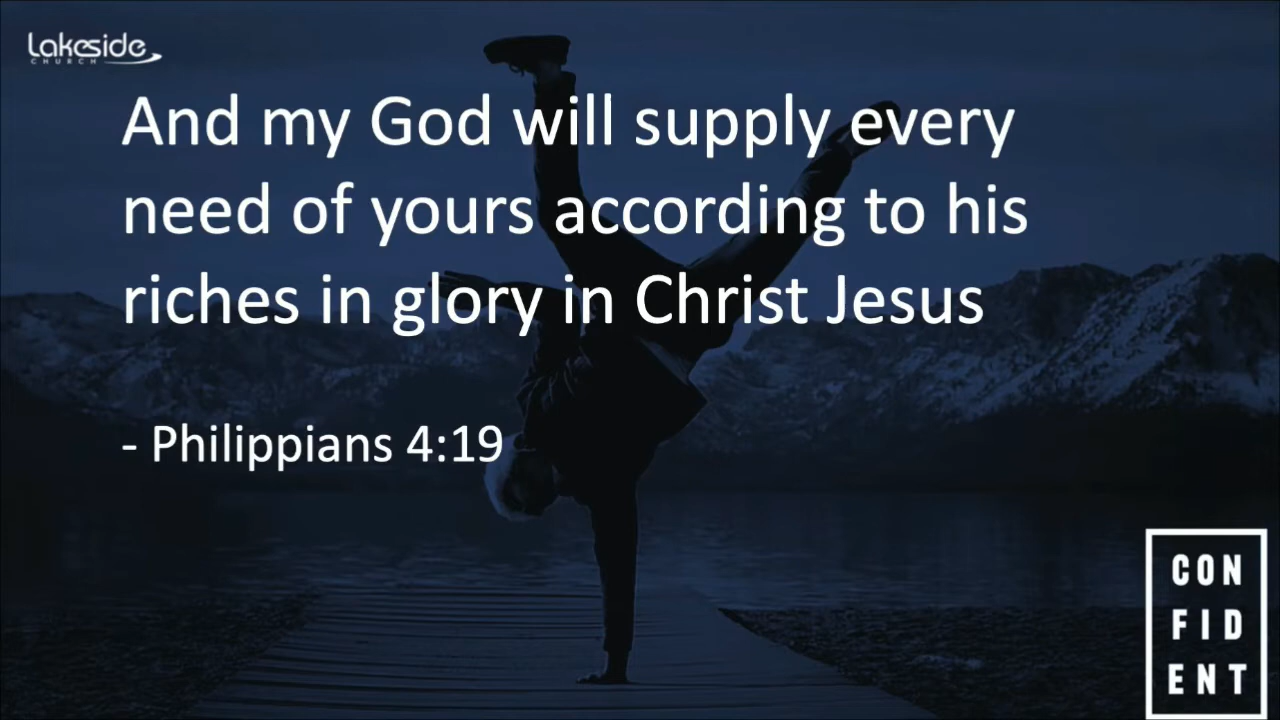 Lakeside
CHURCH
And my God will supply every
need of yours according to his
riches in glory in Christ Jesus
- Philippians 4:19
CON
FID
ENT